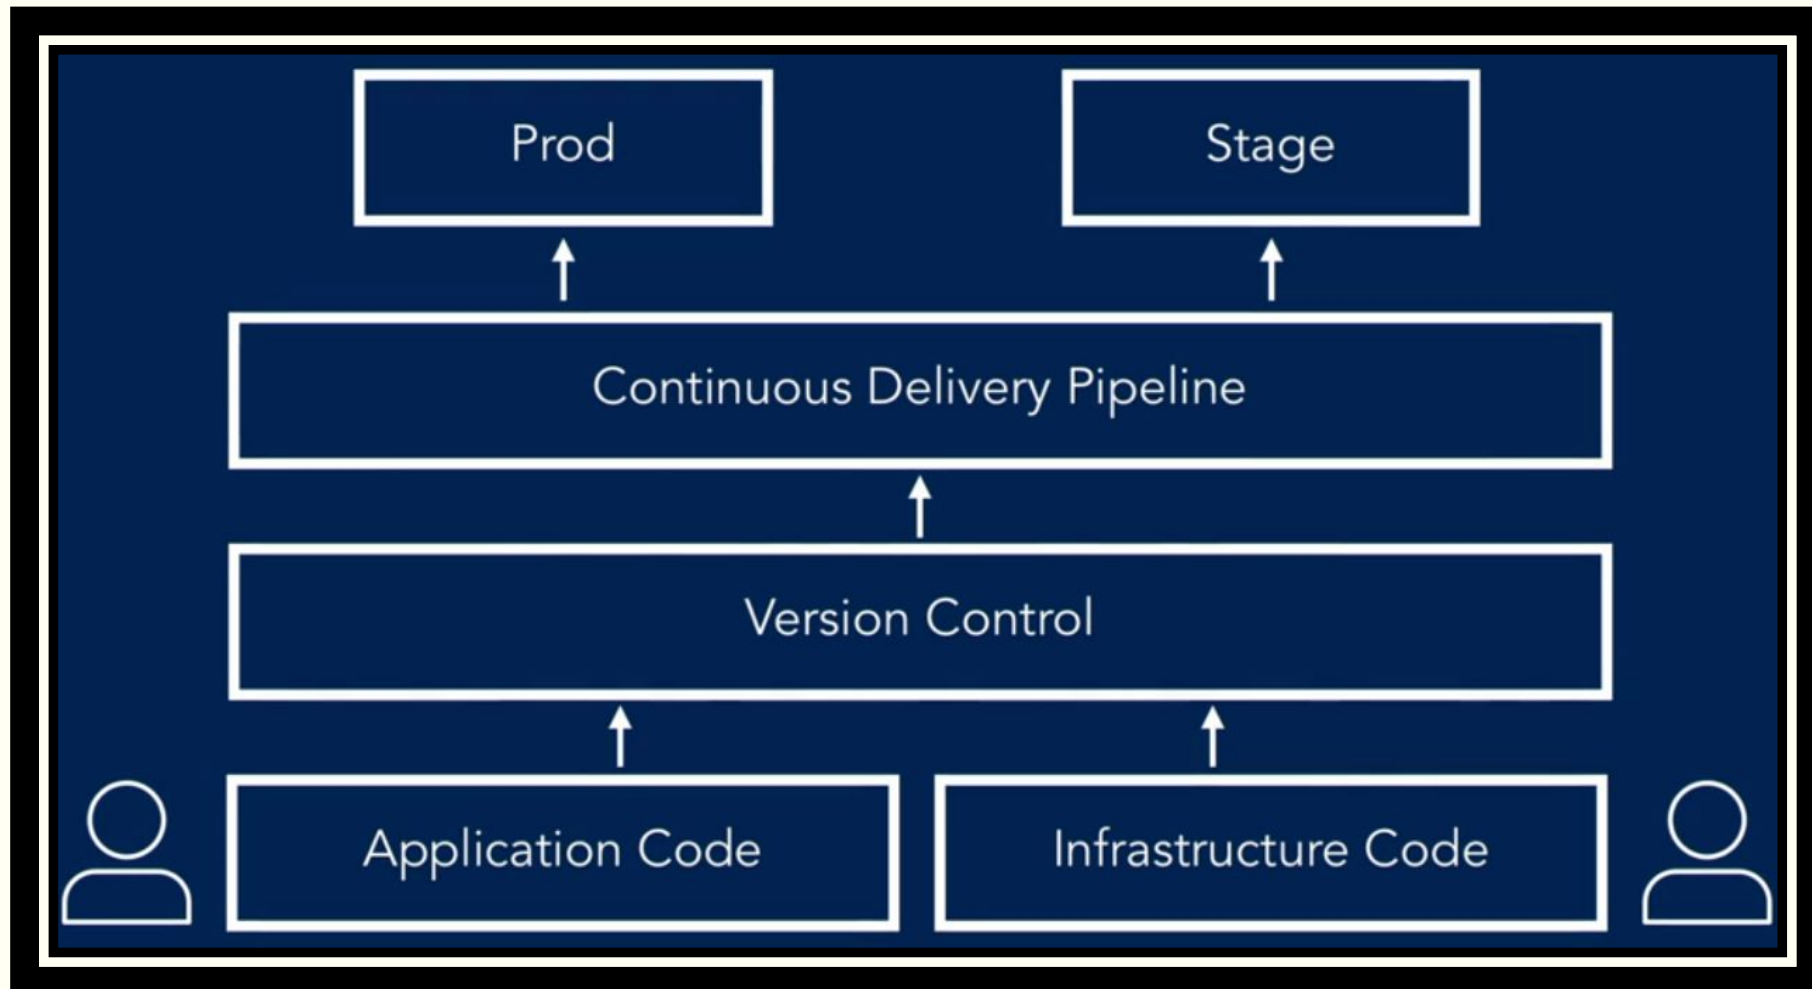 Prod
Stage
Continuous Delivery Pipeline
Version Control
Application Code
Infrastructure Code